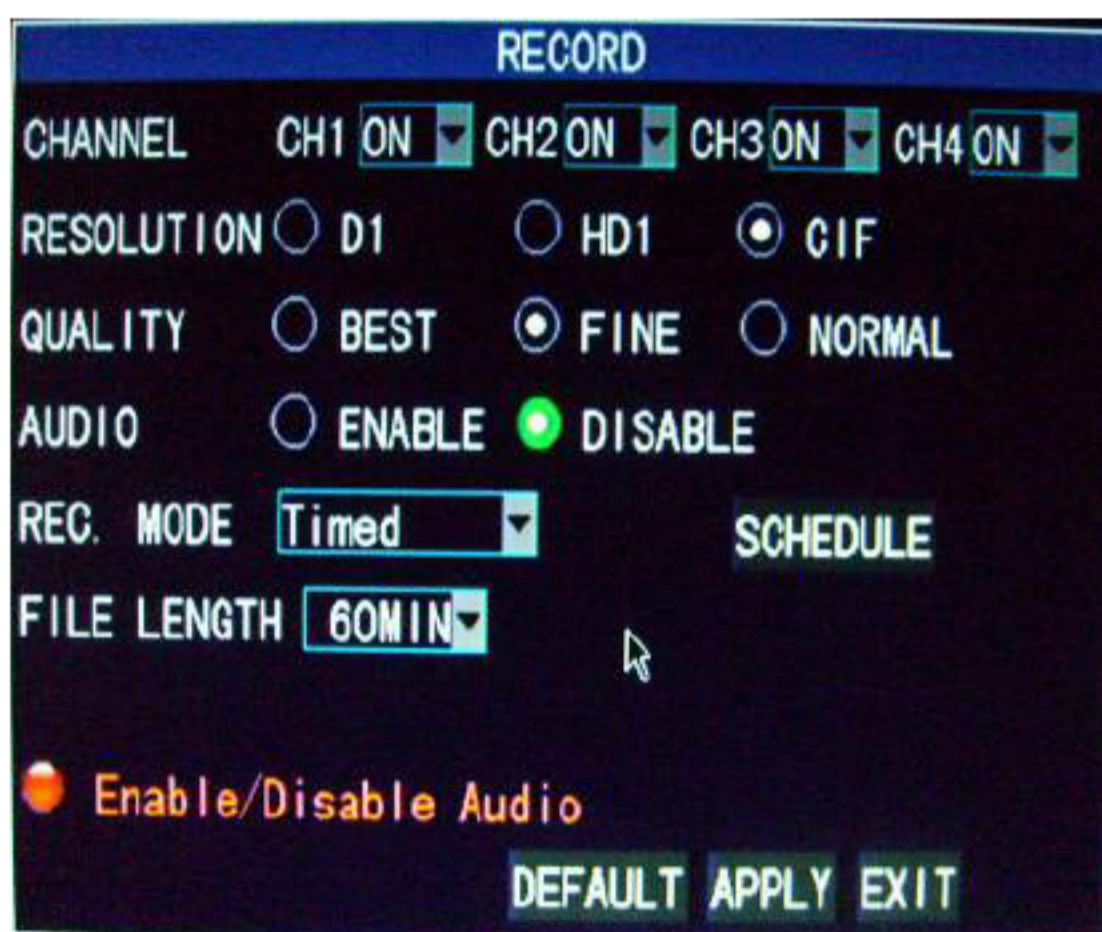 RECORD
CHANNEL CH1 ON CH2 ON CH3 ON CH4 ON
RESOLUTION D1 HD1 CIF
QUALITY BEST FINE NORMAL
AUDIO ENABLE DISABLE
REC. MODE Timed SCHEDULE
FILE LENGTH 60MIN
Enable/Disable Audio
DEFAULT APPLY EXIT